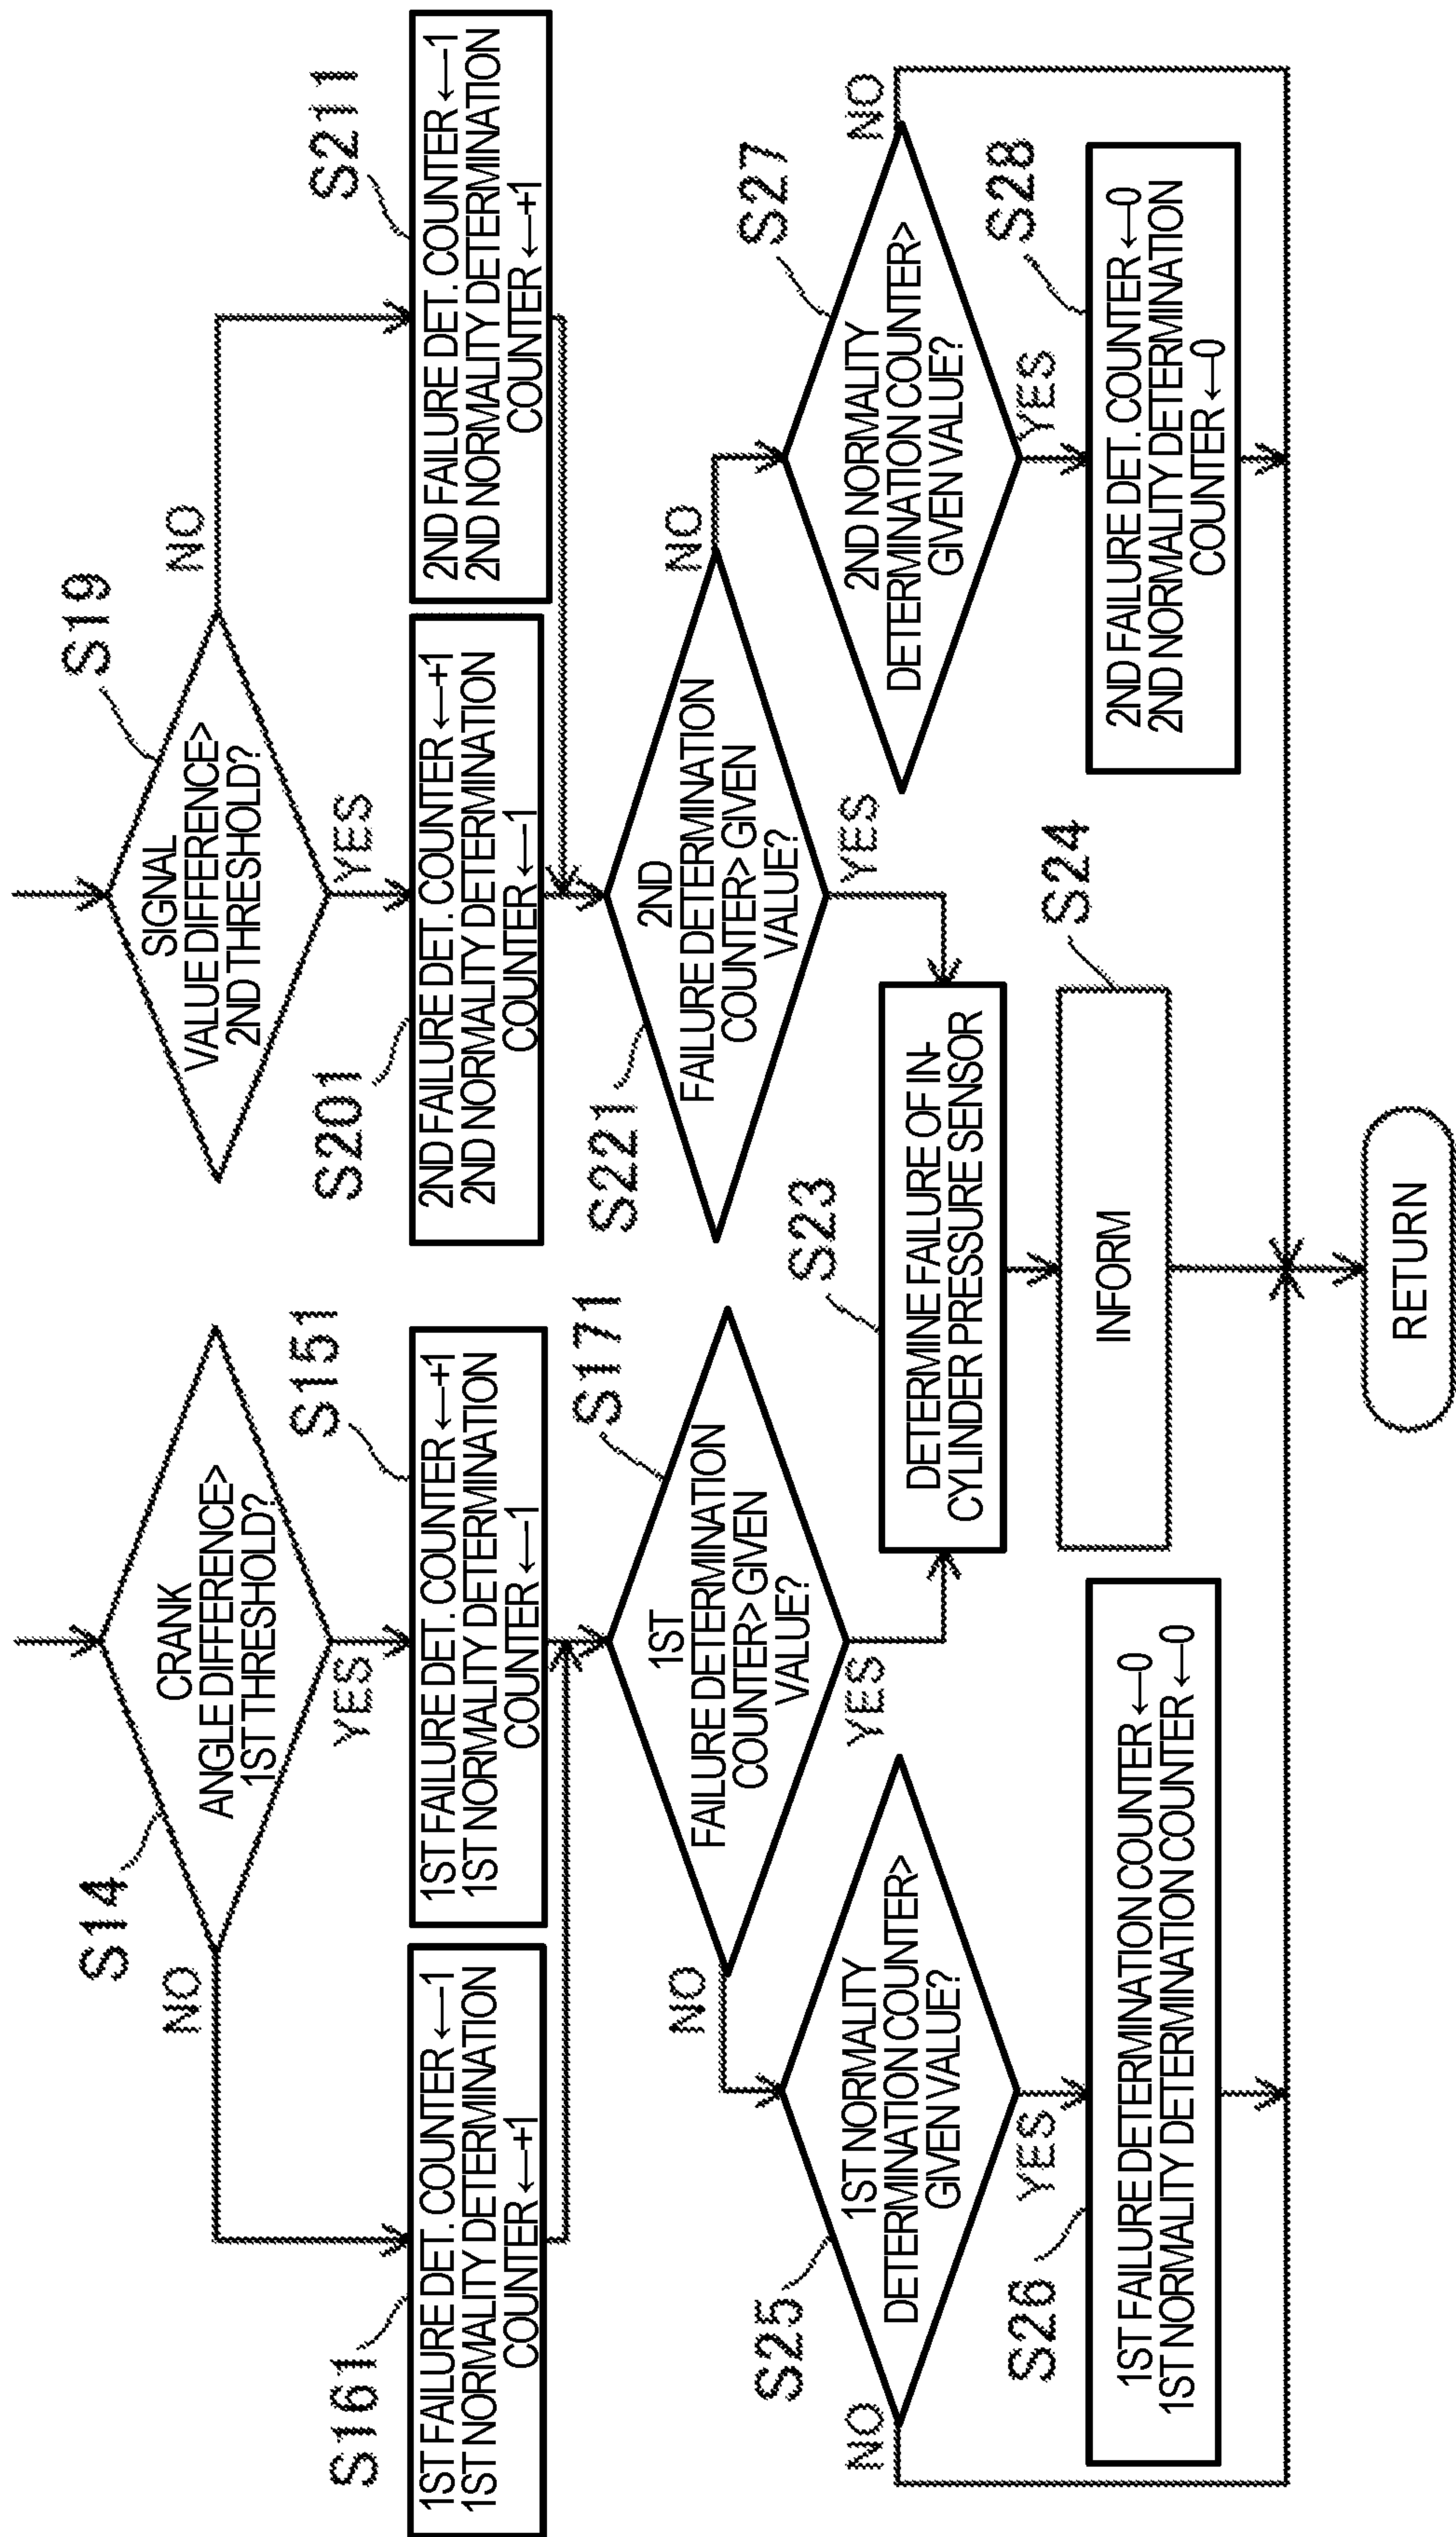 CRANK
ANGLE DIFFERENCE>
1ST THRESHOLD?
S14
NO
YES
1ST FAILURE DET. COUNTER ←−1
1ST NORMALITY DETERMINATION
COUNTER ←+1
S161
1ST FAILURE DET. COUNTER ←+1
1ST NORMALITY DETERMINATION
COUNTER ←−1
S151
1ST
FAILURE DETERMINATION
COUNTER> GIVEN
VALUE?
S171
NO
YES
1ST NORMALITY
DETERMINATION COUNTER>
GIVEN VALUE?
S25
NO
YES
1ST FAILURE DETERMINATION COUNTER ←0
1ST NORMALITY DETERMINATION COUNTER ←0
S26
SIGNAL
VALUE DIFFERENCE>
2ND THRESHOLD?
S19
NO
YES
2ND FAILURE DET. COUNTER ←+1
2ND NORMALITY DETERMINATION
COUNTER ←−1
S201
2ND FAILURE DET. COUNTER ←−1
2ND NORMALITY DETERMINATION
COUNTER ←+1
S211
2ND
FAILURE DETERMINATION
COUNTER> GIVEN
VALUE?
S221
NO
YES
2ND NORMALITY
DETERMINATION COUNTER>
GIVEN VALUE?
S27
NO
YES
2ND FAILURE DET. COUNTER ←0
2ND NORMALITY DETERMINATION
COUNTER ←0
S28
DETERMINE FAILURE OF IN-
CYLINDER PRESSURE SENSOR
S23
INFORM
S24
RETURN